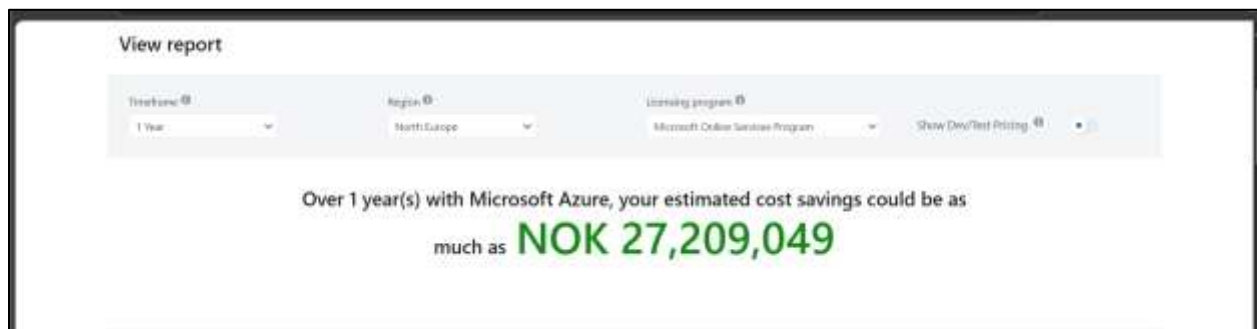 View report
Timeframe Region Licensing program
1 Year North Europe Microsoft Online Services Program Show Dev/Test Pricing
Over 1 year(s) with Microsoft Azure, your estimated cost savings could be as
much as NOK 27,209,049